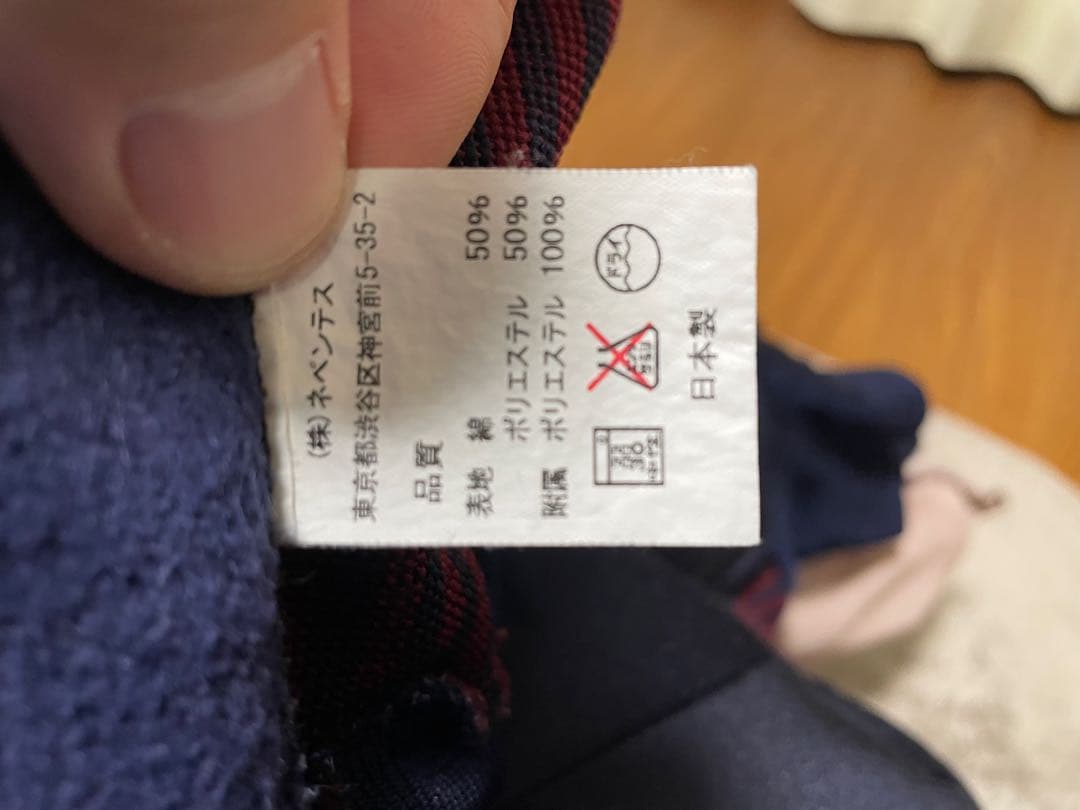 (株)ネペンテス
東京都渋谷区神宮前5-35-2
品質
表地 綿 50%
ポリエステル 50%
附属 ポリエステル 100%
ドライ
日本製